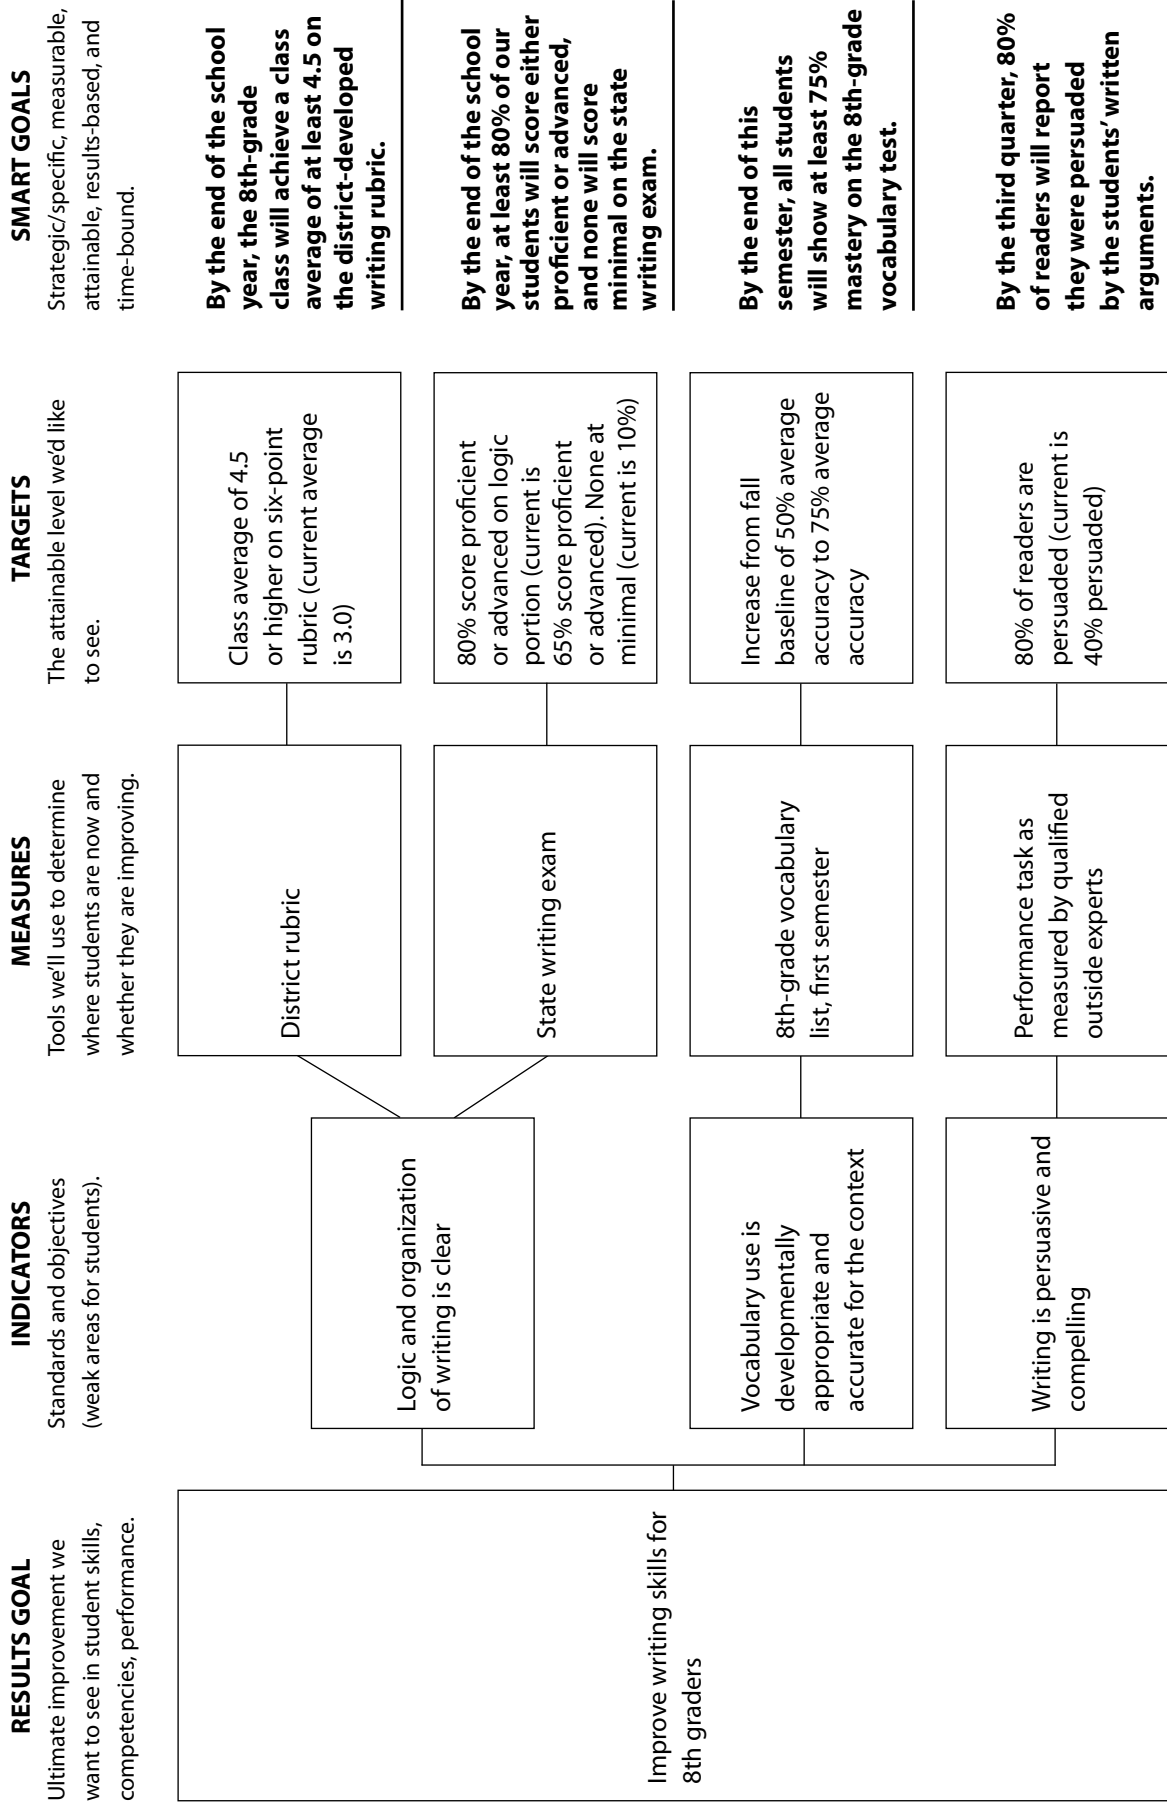 RESULTS GOAL
Ultimate improvement we
want to see in student skills,
competencies, performance.
Improve writing skills for
8th graders
INDICATORS
Standards and objectives
(weak areas for students).
Logic and organization
of writing is clear
Vocabulary use is
developmentally
appropriate and
accurate for the context
Writing is persuasive and
compelling
MEASURES
Tools we'll use to determine
where students are now and
whether they are improving.
District rubric
State writing exam
8th-grade vocabulary
list, first semester
Performance task as
measured by qualified
outside experts
TARGETS
The attainable level we'd like
to see.
Class average of 4.5
or higher on six-point
rubric (current average
is 3.0)
80% score proficient
or advanced on logic
portion (current is
65% score proficient
or advanced). None at
minimal (current is 10%)
Increase from fall
baseline of 50% average
accuracy to 75% average
accuracy
80% of readers are
persuaded (current is
40% persuaded)
SMART GOALS
Strategic/specific, measurable,
attainable, results-based, and
time-bound.
By the end of the school
year, the 8th-grade
class will achieve a class
average of at least 4.5 on
the district-developed
writing rubric.
By the end of the school
year, at least 80% of our
students will score either
proficient or advanced,
and none will score
minimal on the state
writing exam.
By the end of this
semester, all students
will show at least 75%
mastery on the 8th-grade
vocabulary test.
By the third quarter, 80%
of readers will report
they were persuaded
by the students' written
arguments.